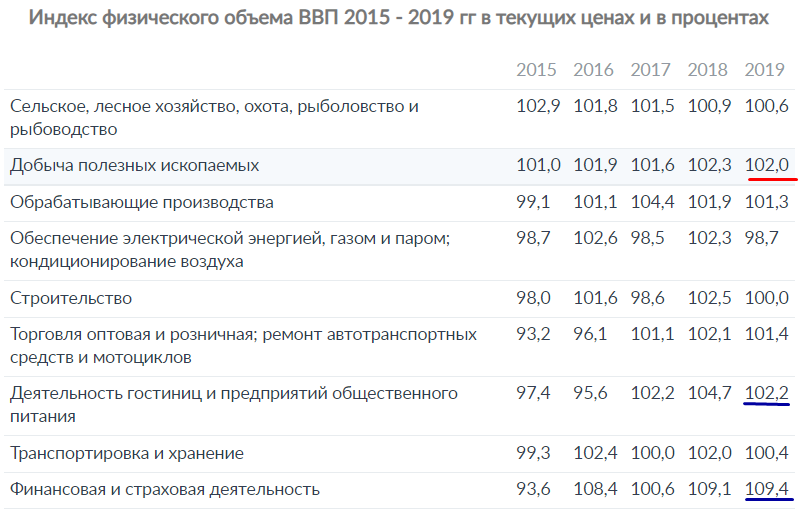 Индекс физического объема ВВП 2015 - 2019 гг в текущих ценах и в процентах
2015 2016 2017 2018 2019
Сельское, лесное хозяйство, охота, рыболовство и 102,9 101,8 101,5 100,9 100,6
рыбоводство
Добыча полезных ископаемых 101,0 101,9 101,6 102,3 102,0
Обрабатывающие производства 99,1 101,1 104,4 101,9 101,3
Обеспечение электрической энергией, газом и паром; 98,7 102,6 98,5 102,3 98,7
кондиционирование воздуха
Строительство 98,0 101,6 98,6 102,5 100,0
Торговля оптовая и розничная; ремонт автотранспортных 93,2 96,1 101,1 102,1 101,4
средств и мотоциклов
Деятельность гостиниц и предприятий общественного 97,4 95,6 102,2 104,7 102,2
питания
Транспортировка и хранение 99,3 102,4 100,0 102,0 100,4
Финансовая и страховая деятельность 93,6 108,4 100,6 109,1 109,4